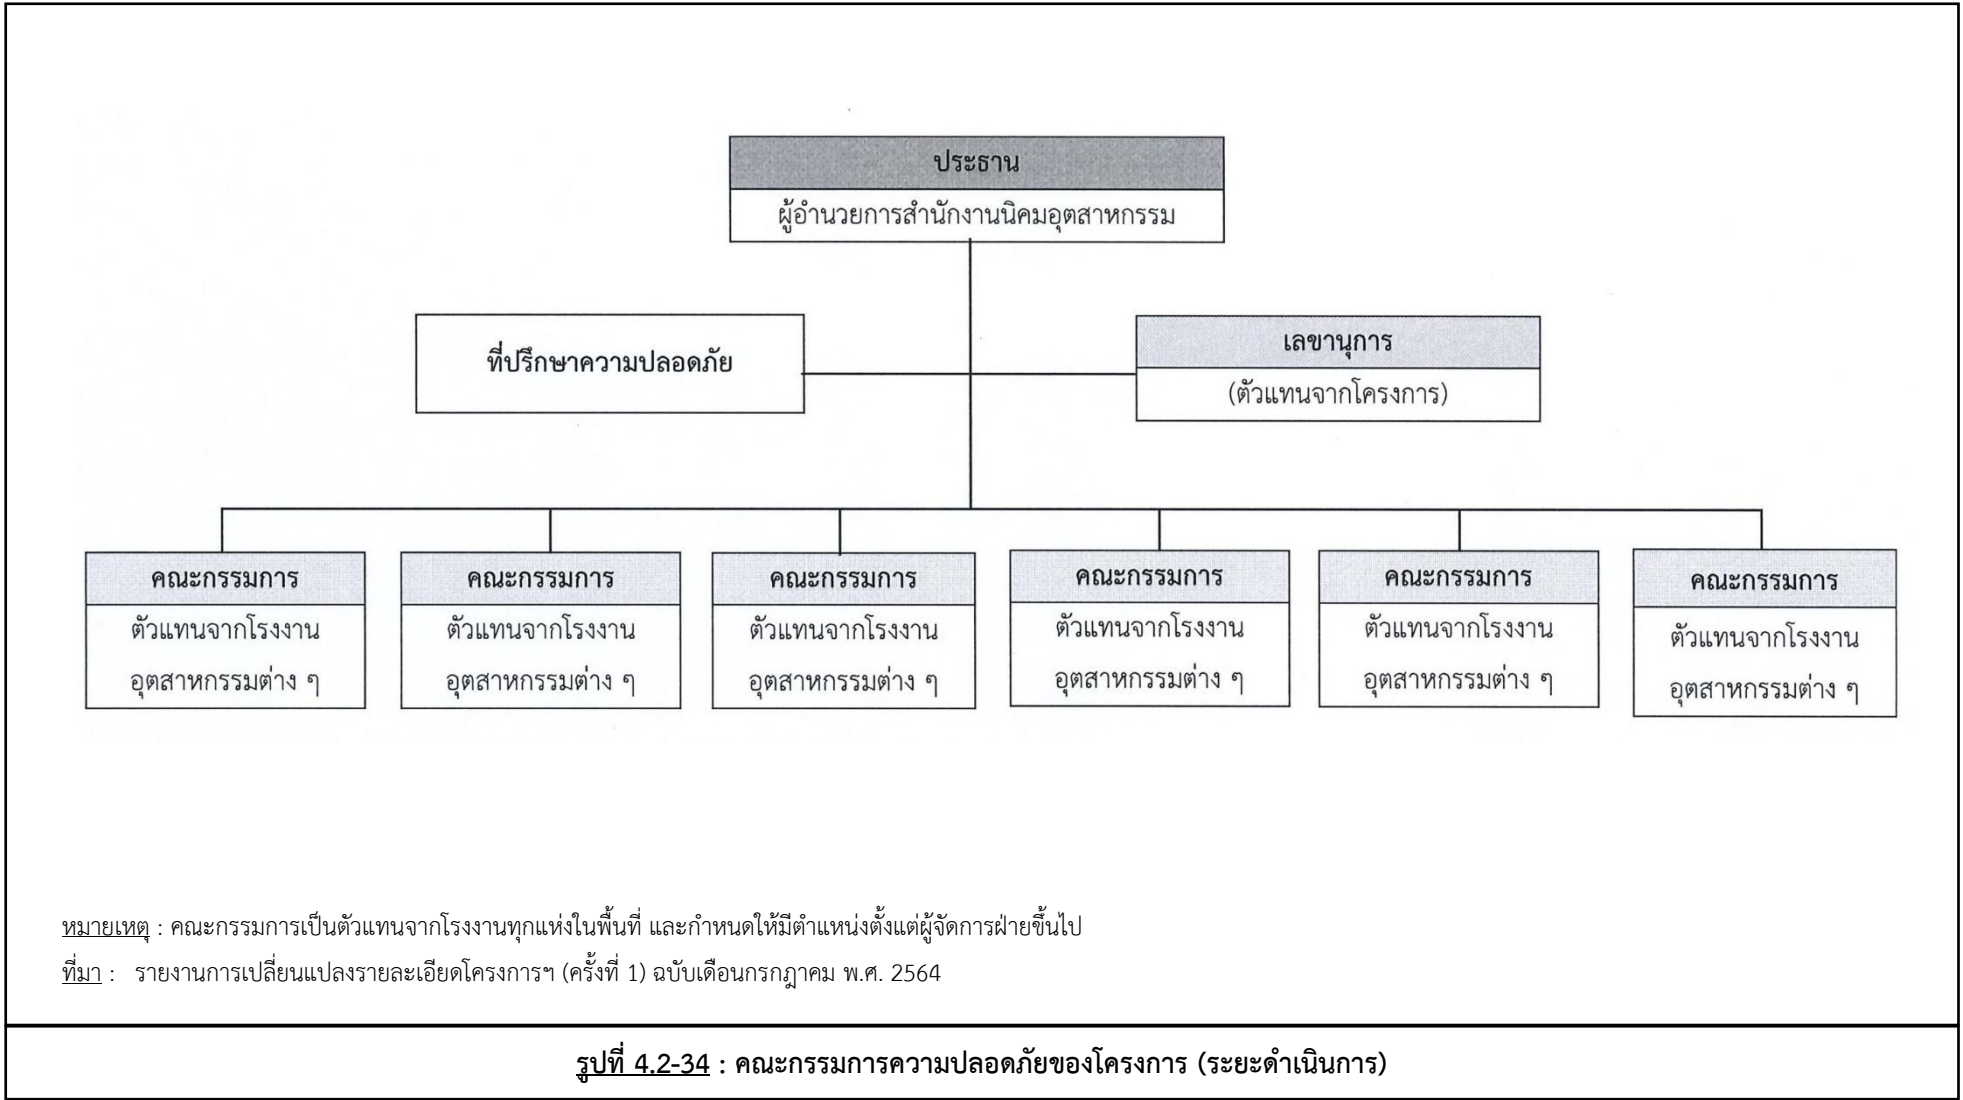 ประธาน
ผู้อำนวยการสำนักงานนิคมอุตสาหกรรม
ที่ปรึกษาความปลอดภัย
เลขานุการ
(ตัวแทนจากโครงการ)
คณะกรรมการ
ตัวแทนจากโรงงาน
อุตสาหกรรมต่าง ๆ
คณะกรรมการ
ตัวแทนจากโรงงาน
อุตสาหกรรมต่าง ๆ
คณะกรรมการ
ตัวแทนจากโรงงาน
อุตสาหกรรมต่าง ๆ
คณะกรรมการ
ตัวแทนจากโรงงาน
อุตสาหกรรมต่าง ๆ
คณะกรรมการ
ตัวแทนจากโรงงาน
อุตสาหกรรมต่าง ๆ
คณะกรรมการ
ตัวแทนจากโรงงาน
อุตสาหกรรมต่าง ๆ
หมายเหตุ : คณะกรรมการเป็นตัวแทนจากโรงงานทุกแห่งในพื้นที่ และกำหนดให้มีตำแหน่งตั้งแต่ผู้จัดการฝ่ายขึ้นไป
ที่มา : รายงานการเปลี่ยนแปลงรายละเอียดโครงการฯ (ครั้งที่ 1) ฉบับเดือนกรกฎาคม พ.ศ. 2564
รูปที่ 4.2-34 : คณะกรรมการความปลอดภัยของโครงการ (ระยะดำเนินการ)